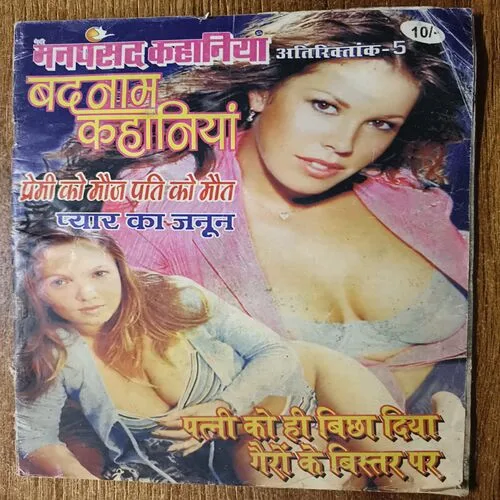 मनपसंद कहानियां
अतिरिक्तांक-5
10/-
बदनाम
कहानियां
प्रेमी को मौज पति को मौत
प्यार का जनून
पत्नी को ही बिछा दिया
गैरों के बिस्तर पर